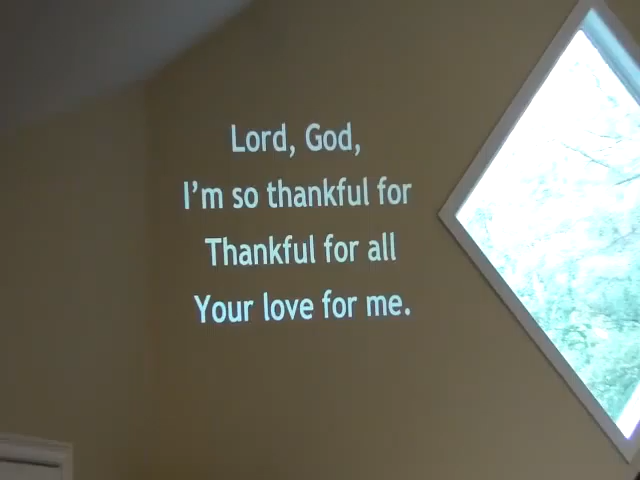 Lord, God,
I'm so thankful for
Thankful for all
Your love for me.